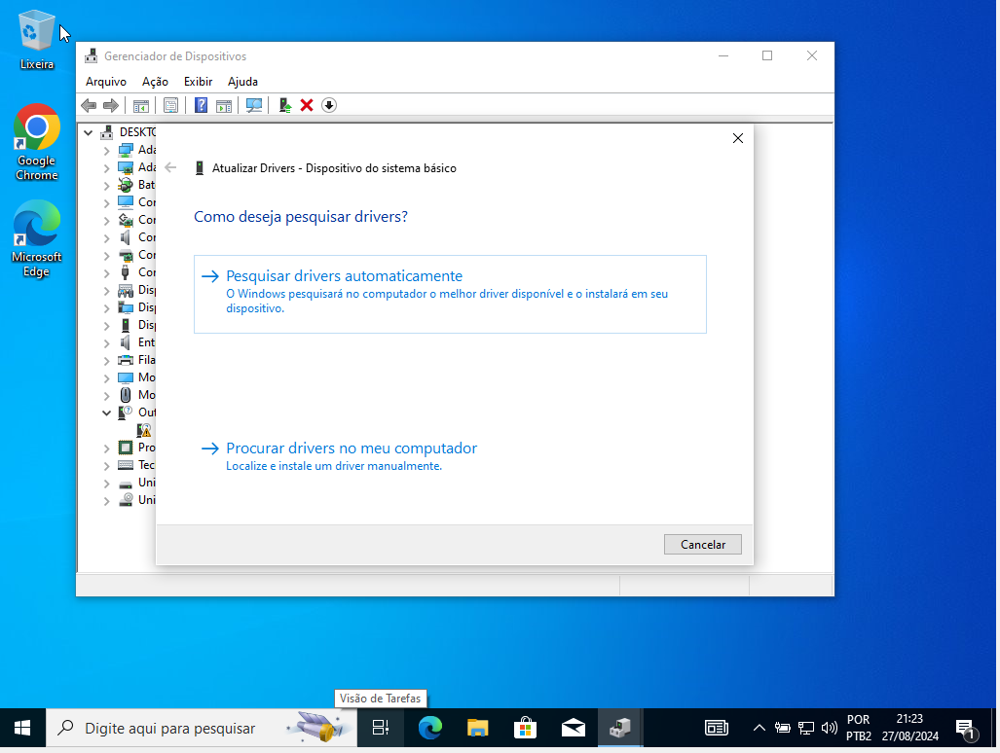 Lixeira
Google
Chrome
Microsoft
Edge
Gerenciador de Dispositivos
Arquivo Ação Exibir Ajuda
DESKTO
Ada
Ada
Bat
Cor
Cor
Cor
Cor
Cor
Disp
Disp
Disp
Ent
Fila
Mo
Mo
Out
Pro
Tec
Uni
Uni
Atualizar Drivers - Dispositivo do sistema básico
Como deseja pesquisar drivers?
Pesquisar drivers automaticamente
O Windows pesquisará no computador o melhor driver disponível e o instalará em seu
dispositivo.
Procurar drivers no meu computador
Localize e instale um driver manualmente.
Cancelar
Visão de Tarefas
Digite aqui para pesquisar
POR
PTB2
21:23
27/08/2024
1